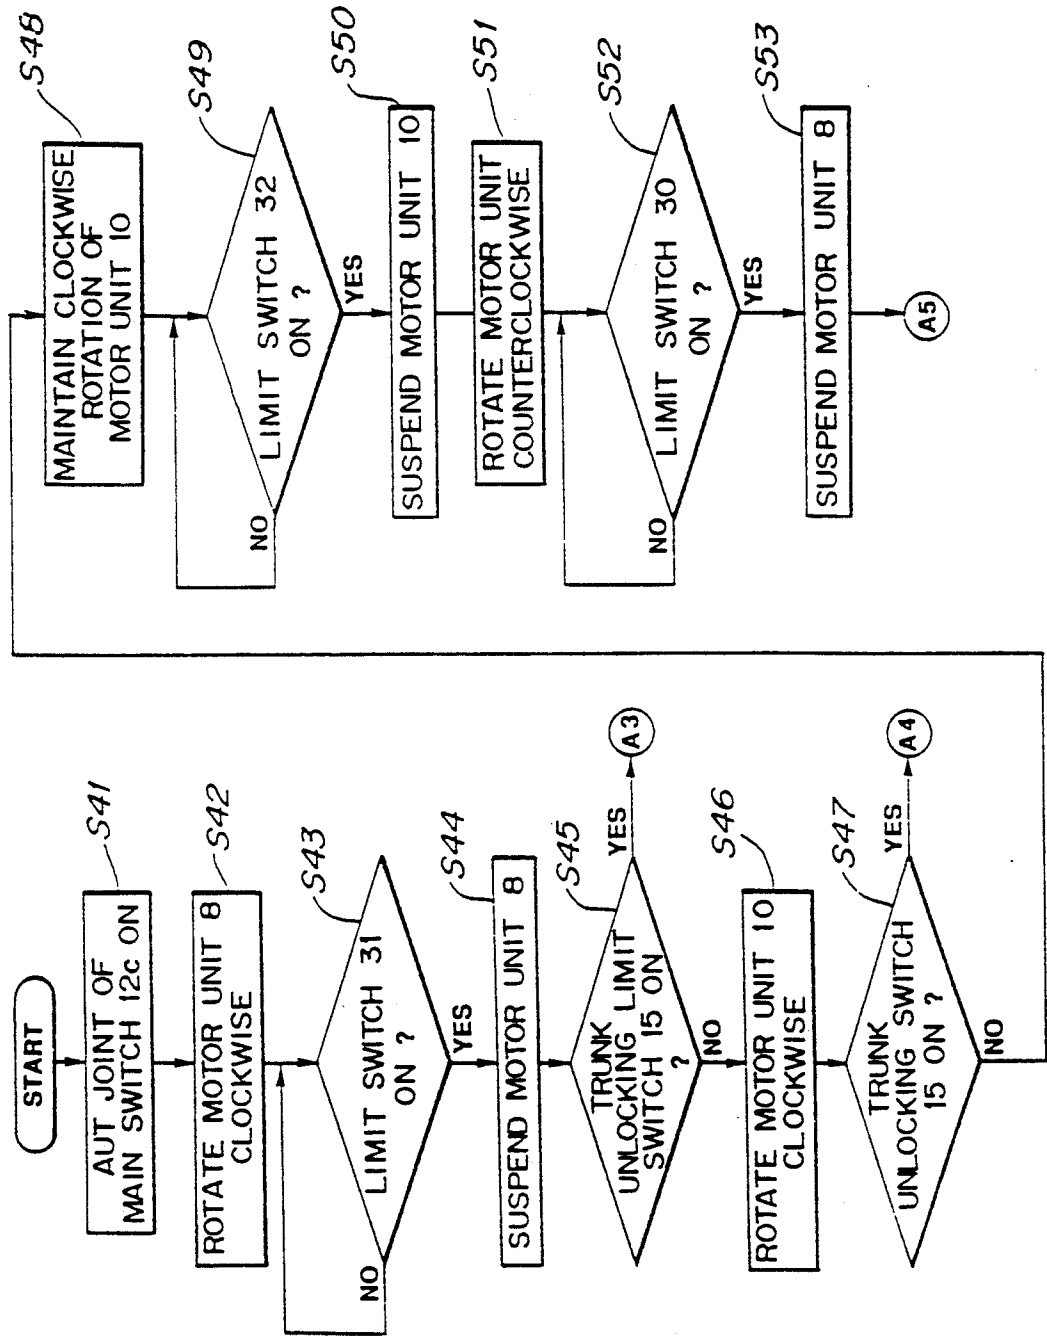 START
AUT JOINT OF
MAIN SWITCH 12c ON
S41
ROTATE MOTOR UNIT 8
CLOCKWISE
S42
LIMIT SWITCH 31
ON ?
S43
NO
YES
SUSPEND MOTOR UNIT 8
S44
TRUNK
UNLOCKING LIMIT
SWITCH 15 ON
?
S45
YES
A3
NO
ROTATE MOTOR UNIT 10
CLOCKWISE
S46
TRUNK
UNLOCKING SWITCH
15 ON ?
S47
YES
A4
NO
MAINTAIN CLOCKWISE
ROTATION OF
MOTOR UNIT 10
S48
LIMIT SWITCH 32
ON ?
S49
NO
YES
SUSPEND MOTOR UNIT 10
S50
ROTATE MOTOR UNIT
COUNTERCLOCKWISE
S51
LIMIT SWITCH 30
ON ?
S52
NO
YES
SUSPEND MOTOR UNIT 8
S53
A5